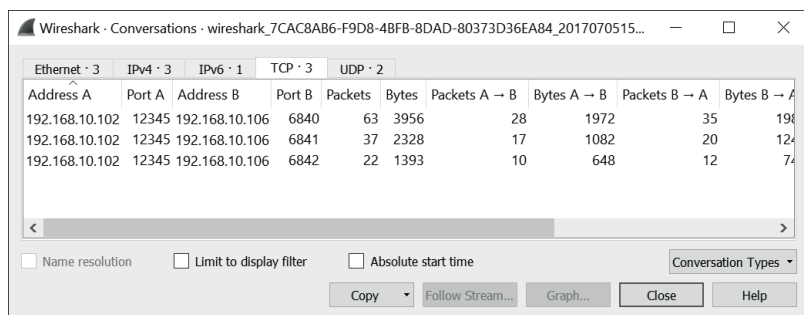 Wireshark · Conversations · wireshark_7CAC8AB6-F9D8-4BFB-8DAD-80373D36EA84_2017070515...
Ethernet · 3 IPv4 · 3 IPv6 · 1 TCP · 3 UDP · 2
Address A Port A Address B Port B Packets Bytes Packets A → B Bytes A → B Packets B → A Bytes B → A
192.168.10.102 12345 192.168.10.106 6840 63 3956 28 1972 35
192.168.10.102 12345 192.168.10.106 6841 37 2328 17 1082 20
192.168.10.102 12345 192.168.10.106 6842 22 1393 10 648 12
Name resolution Limit to display filter Absolute start time Conversation Types
Copy Follow Stream... Graph... Close Help